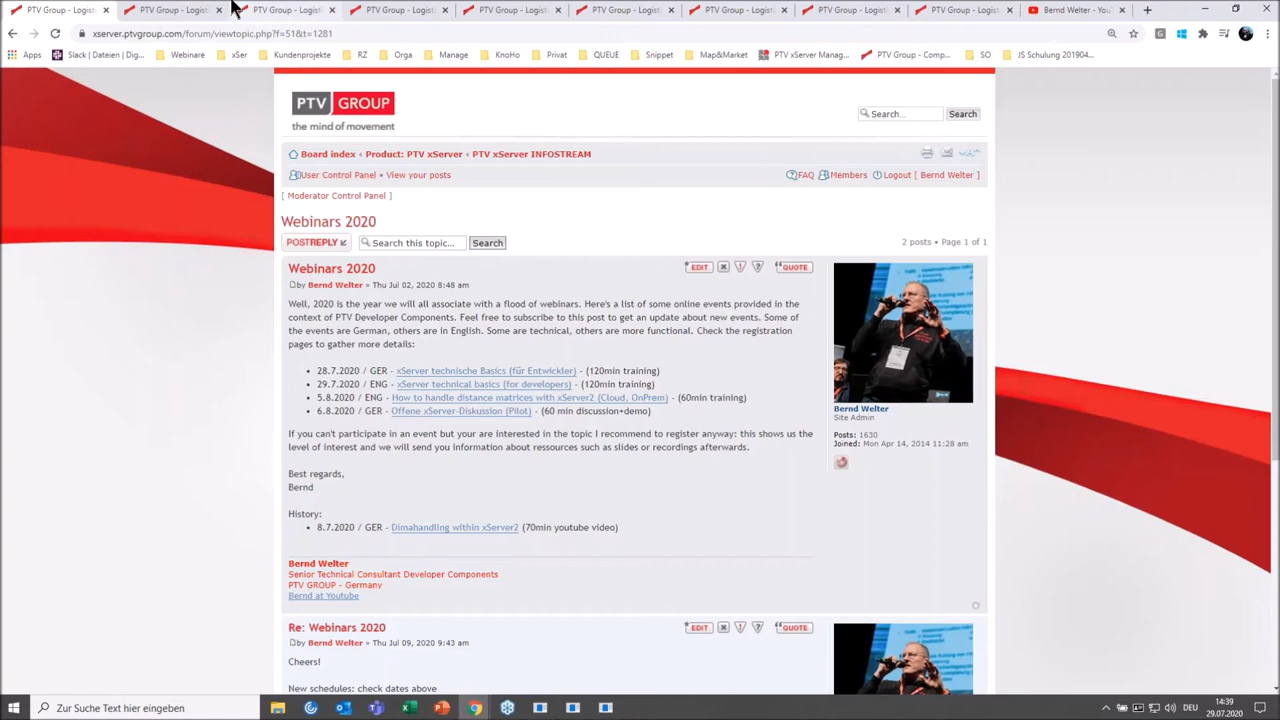 PTV Group - Logist
PTV Group - Logist
PTV Group - Logist
PTV Group - Logist
PTV Group - Logist
PTV Group - Logist
PTV Group - Logist
PTV Group - Logist
PTV Group - Logist
Bernd Welter - YouT
xserver.ptvgroup.com/forum/viewtopic.php?f=51&t=1281
Apps
Slack | Dateien | Dig...
Webinare
xSer
Kundenprojekte
RZ
Orga
Manage
KnoHo
Privat
QUEUE
Snippet
Map&Market
PTV xServer Manag...
PTV Group - Comp...
SO
JS Schulung 201904...
PTV GROUP
the mind of movement
Search...
Search
Board index ‹ Product: PTV xServer ‹ PTV xServer INFOSTREAM
User Control Panel • View your posts
FAQ Members Logout [ Bernd Welter ]
[ Moderator Control Panel ]
Webinars 2020
POSTREPLY
Search this topic...
Search
2 posts • Page 1 of 1
Webinars 2020
EDIT
QUOTE
by Bernd Welter » Thu Jul 02, 2020 8:48 am
Well, 2020 is the year we will all associate with a flood of webinars. Here's a list of some online events provided in the
context of PTV Developer Components. Feel free to subscribe to this post to get an update about new events. Some of
the events are German, others are in English. Some are technical, others are more functional. Check the registration
pages to gather more details:
• 28.7.2020 / GER - xServer technische Basics (für Entwickler) - (120min training)
• 29.7.2020 / ENG - xServer technical basics (for developers) - (120min training)
• 5.8.2020 / ENG - How to handle distance matrices with xServer2 (Cloud, OnPrem) - (60min training)
• 6.8.2020 / GER - Offene xServer-Diskussion (Pilot) - (60 min discussion+demo)
If you can't participate in an event but your are interested in the topic I recommend to register anyway: this shows us the
level of interest and we will send you information about ressources such as slides or recordings afterwards.
Best regards,
Bernd
History:
• 8.7.2020 / GER - Dimahandling within xServer2 (70min youtube video)
Bernd Welter
Senior Technical Consultant Developer Components
PTV GROUP - Germany
Bernd at Youtube
Bernd Welter
Site Admin
Posts: 1630
Joined: Mon Apr 14, 2014 11:28 am
Re: Webinars 2020
EDIT
QUOTE
by Bernd Welter » Thu Jul 09, 2020 9:43 am
Cheers!
New schedules: check dates above
Zur Suche Text hier eingeben
DEU
14:39
29.07.2020